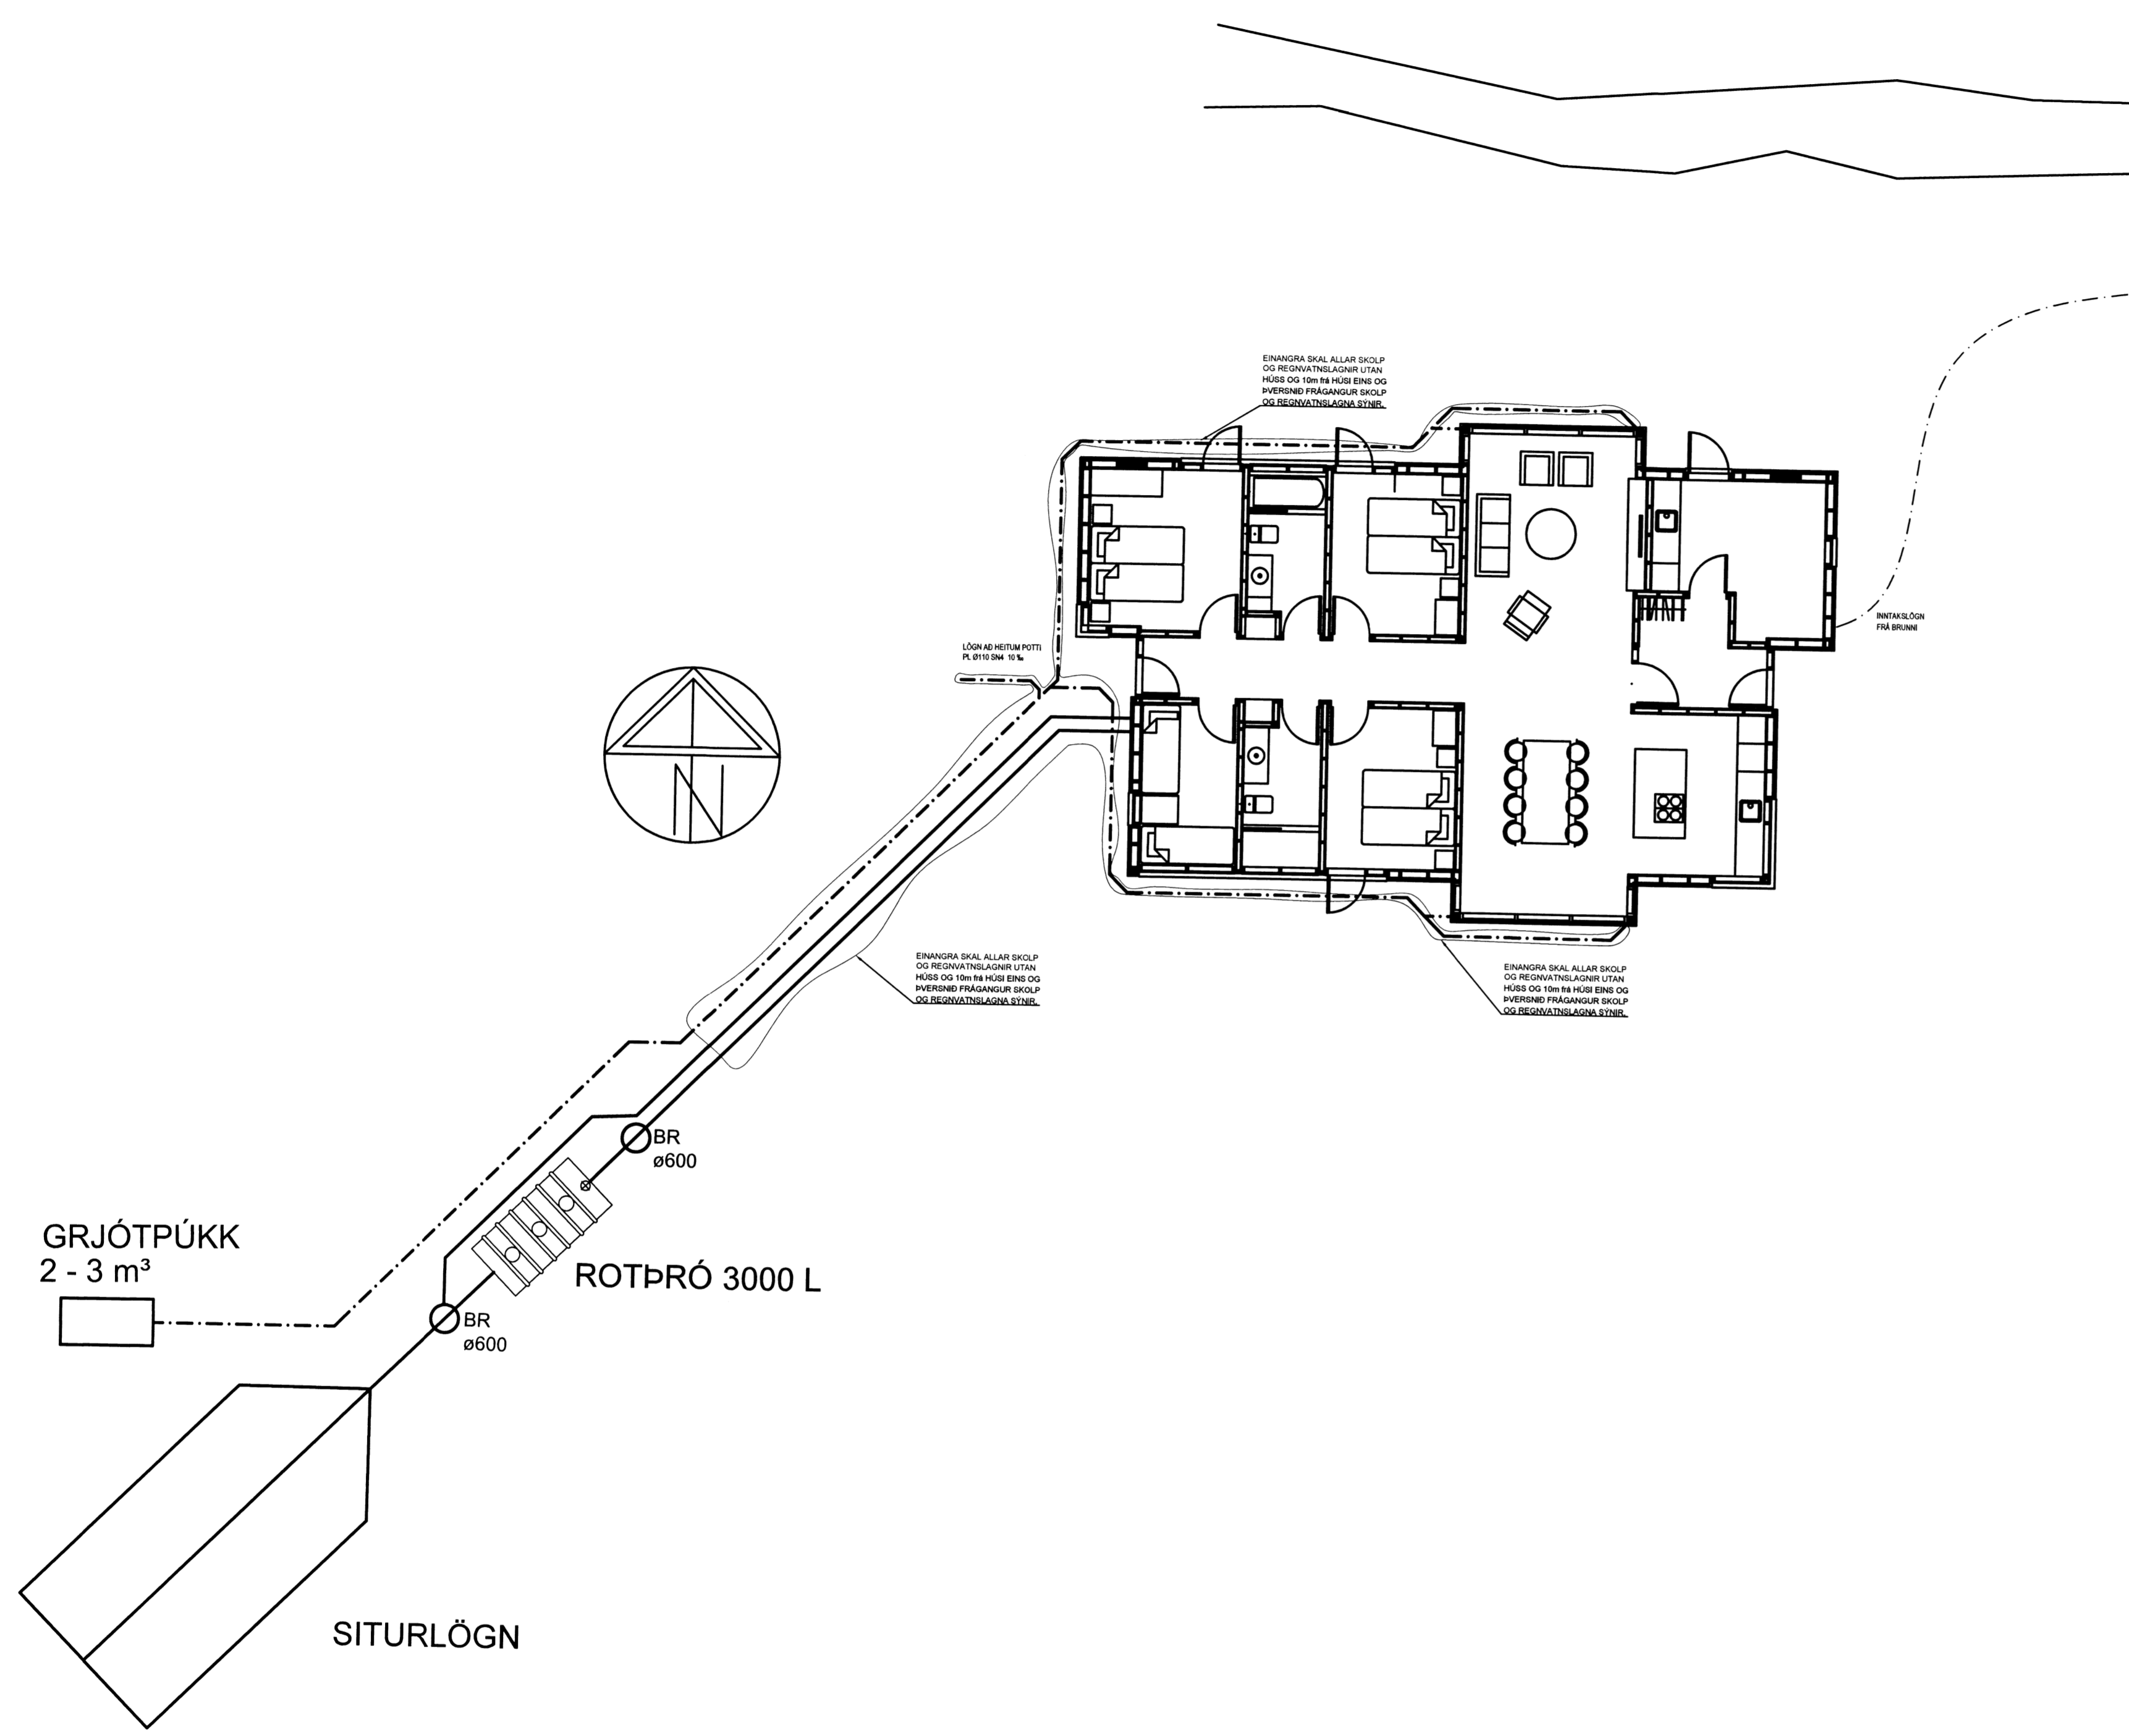 EINANGRA SKAL ALLAR SKOLP
OG REGNVATNSLAGNIR UTAN
HÚSS OG 10m frá HÚSI EINS OG
ÞVERSNIÐ FRÁGANGUR SKOLP
OG REGNVATNSLAGNA SÝNIR.
INNTAKSLÖGN
FRÁ BRUNNI
LÖGN AÐ HEITUM POTTI
PL Ø110 SN4 10 ‰
N
EINANGRA SKAL ALLAR SKOLP
OG REGNVATNSLAGNIR UTAN
HÚSS OG 10m frá HÚSI EINS OG
ÞVERSNIÐ FRÁGANGUR SKOLP
OG REGNVATNSLAGNA SÝNIR.
EINANGRA SKAL ALLAR SKOLP
OG REGNVATNSLAGNIR UTAN
HÚSS OG 10m frá HÚSI EINS OG
ÞVERSNIÐ FRÁGANGUR SKOLP
OG REGNVATNSLAGNA SÝNIR.
BR
ø600
GRJÓTPÚKK
2 - 3 m³
ROTÞRÓ 3000 L
BR
ø600
SITURLÖGN